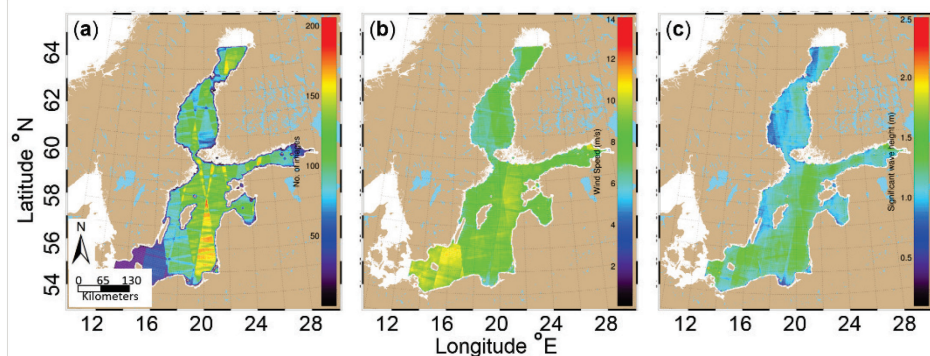 (a)
(b)
(c)
200
150
100
50
No. of images
14
12
10
8
6
4
2
Wind Speed (m/s)
2.5
2.0
1.5
1.0
0.5
Significant wave height (m)
Latitude °N
64
62
60
58
56
54
N
0 65 130
Kilometers
12 16 20 24 28
12 16 20 24 28
12 16 20 24 28
Longitude °E